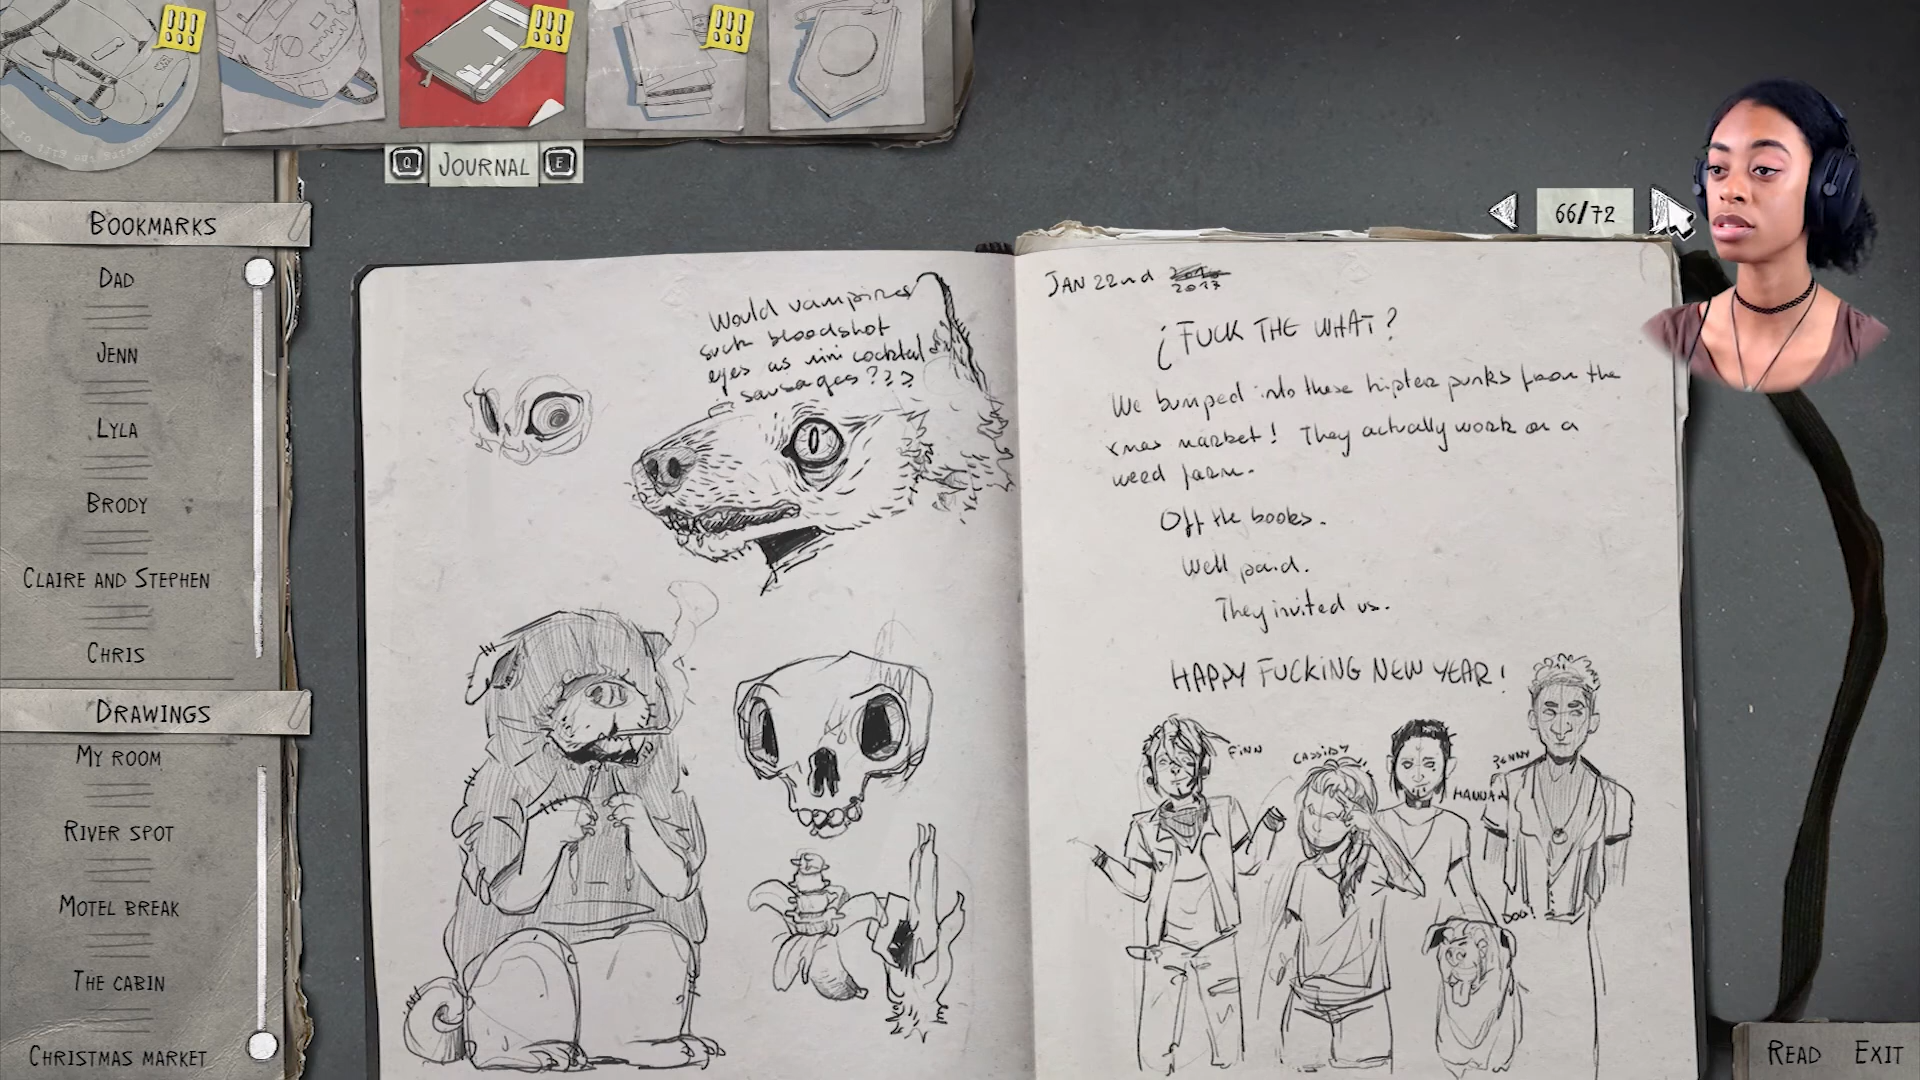 Q JOURNAL E
66/72
BOOKMARKS
DAD
JENN
LYLA
BRODY
CLAIRE AND STEPHEN
CHRIS
DRAWINGS
MY ROOM
RIVER SPOT
MOTEL BREAK
THE CABIN
CHRISTMAS MARKET
Would vampires
suck bloodshot
eyes as mini cocktail
sausages???
JAN 22nd
2017
¿FUCK THE WHAT?
We bumped into these hipster punks from the
xmas market! They actually work on a
weed farm.
Off the books.
Well paid.
They invited us.
HAPPY FUCKING NEW YEAR!
FINN
CASSIDY
HANNAH
PENNY
DOG!
READ EXIT